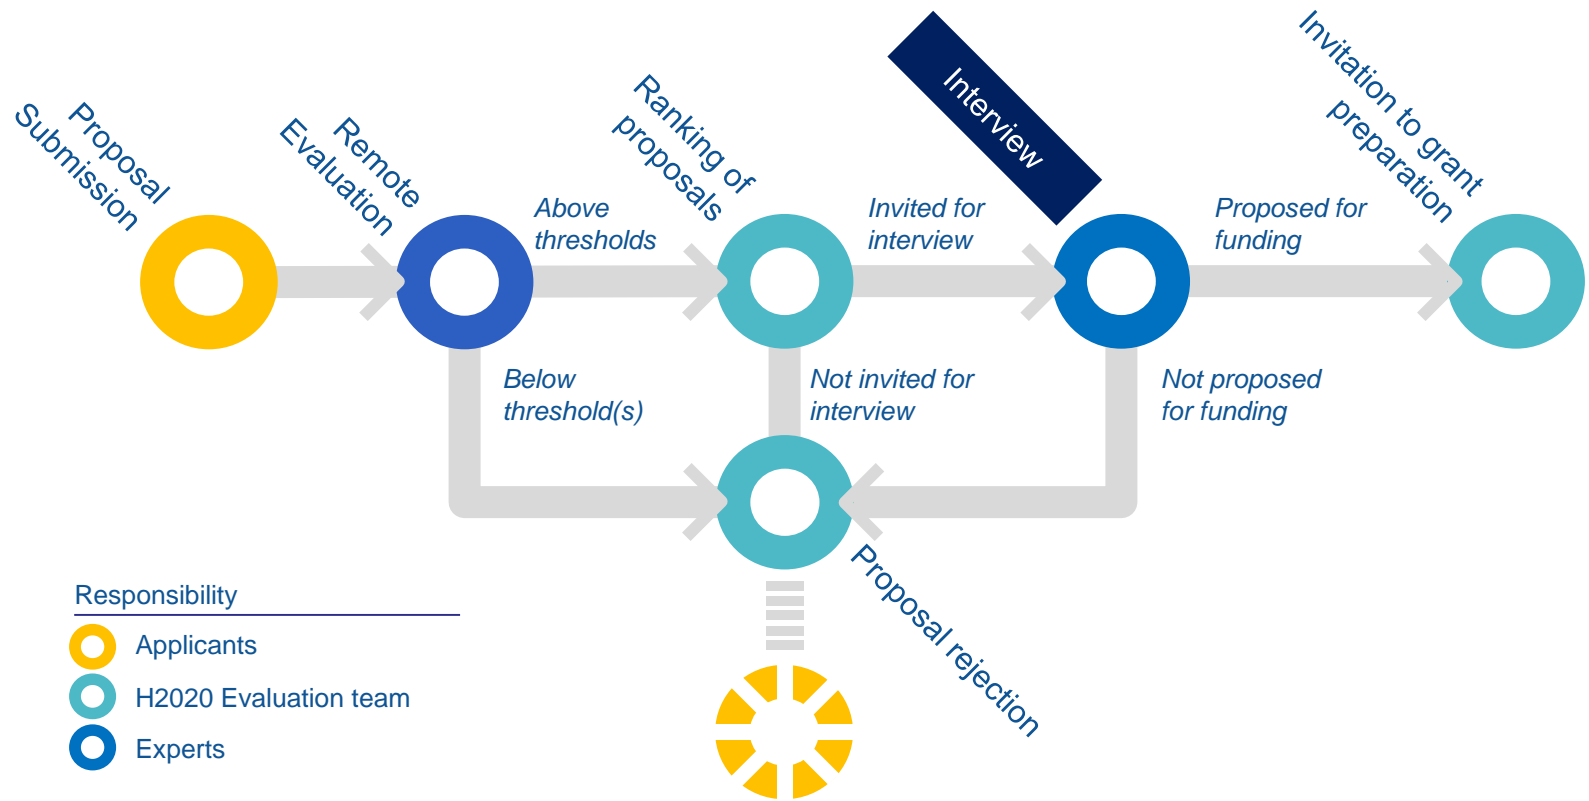 Proposal
Submission
Remote
Evaluation
Above
thresholds
Ranking of
proposals
Invited for
interview
Interview
Proposed for
funding
Invitation to grant
preparation
Below
threshold(s)
Not invited for
interview
Not proposed
for funding
Proposal rejection
Responsibility
Applicants
H2020 Evaluation team
Experts